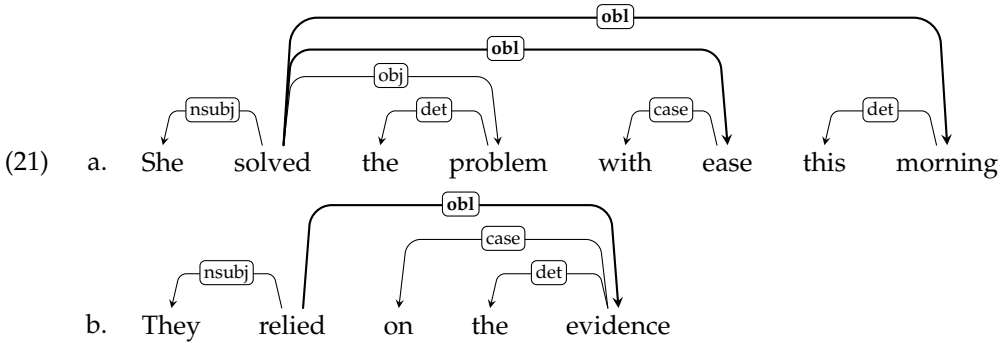 obl
obl
obj
nsubj det case det
(21) a. She solved the problem with ease this morning
obl
case
nsubj det
b. They relied on the evidence